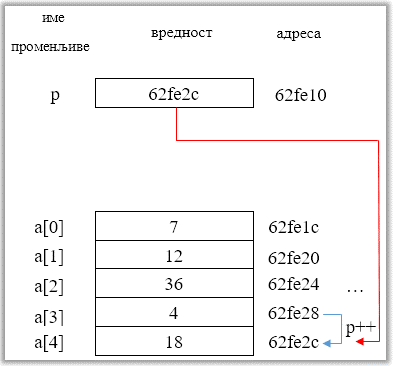 име променљиве вредност адреса
p 62fe2c 62fe10
a[0] 7 62fe1c
a[1] 12 62fe20
a[2] 36 62fe24 ...
a[3] 4 62fe28
p++
a[4] 18 62fe2c